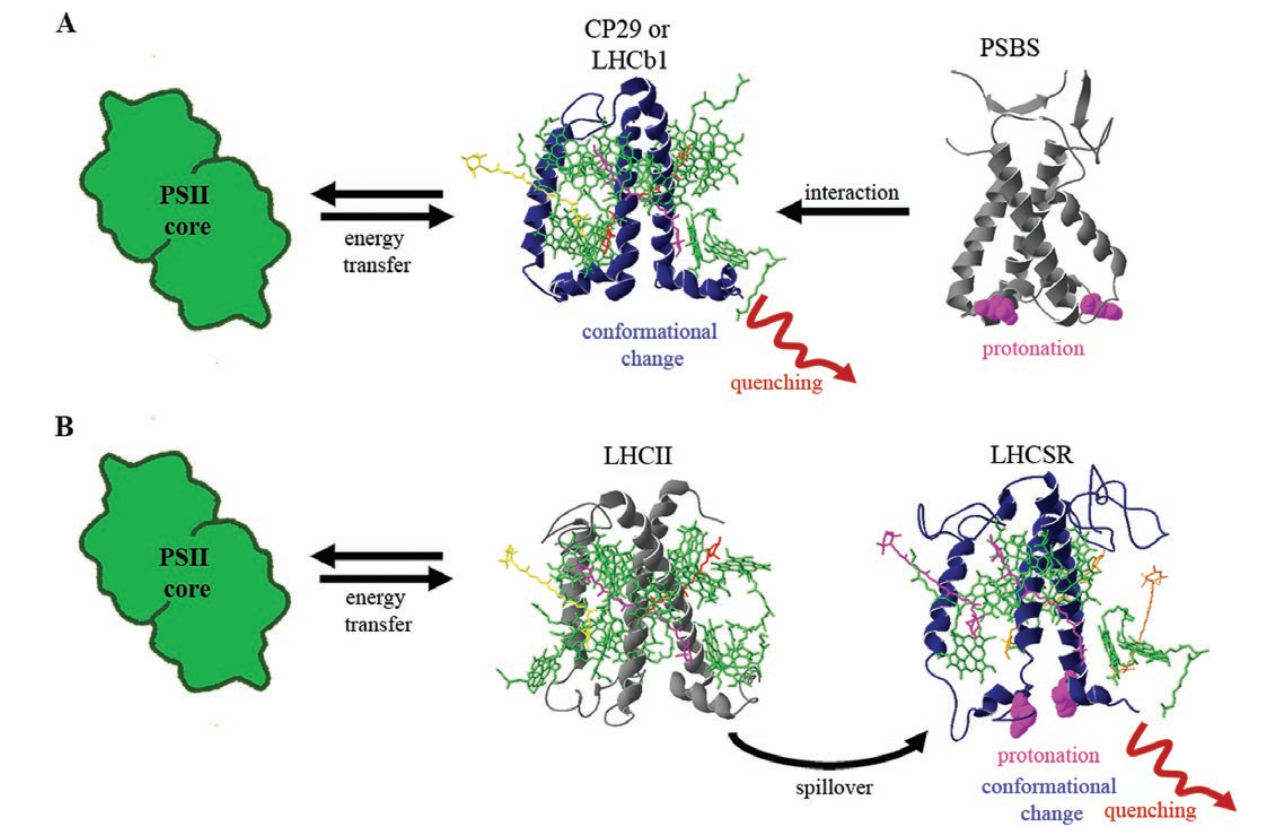 A
CP29 or
LHCb1
PSBS
PSII
core
energy
transfer
interaction
conformational
change
quenching
protonation
B
LHCII
LHCSR
PSII
core
energy
transfer
spillover
protonation
conformational
change
quenching